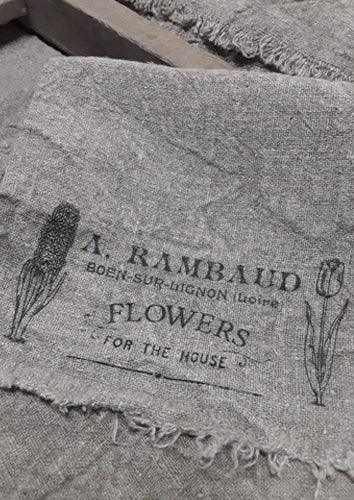 A. RAMBAUD
BOEN-SUR-LIGNON (Loire
FLOWERS
FOR THE HOUSE